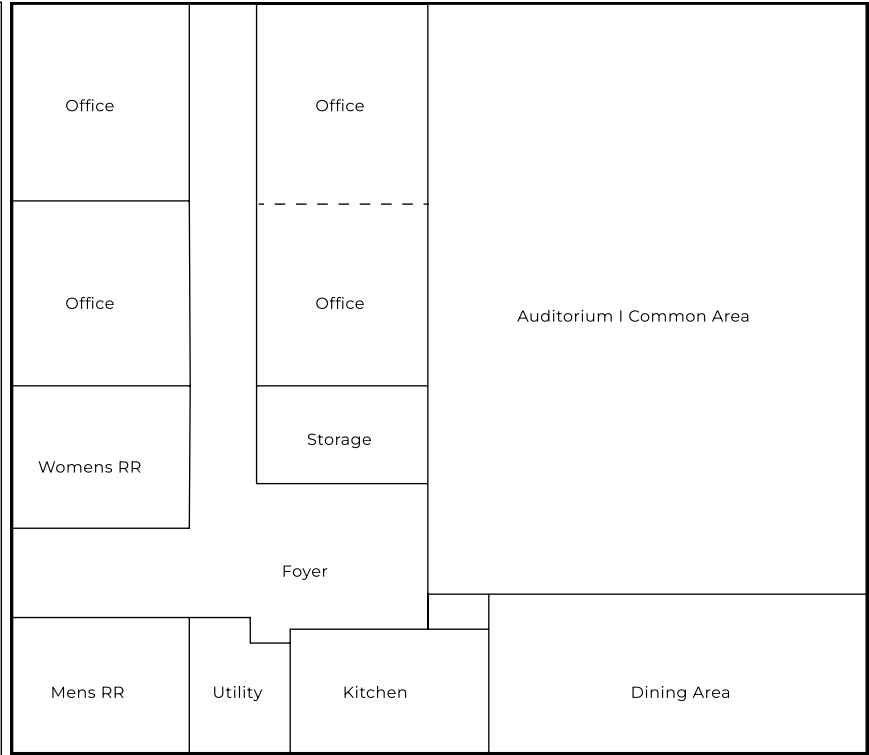 Office
Office
Office
Office
Auditorium I Common Area
Storage
Womens RR
Foyer
Mens RR
Utility
Kitchen
Dining Area